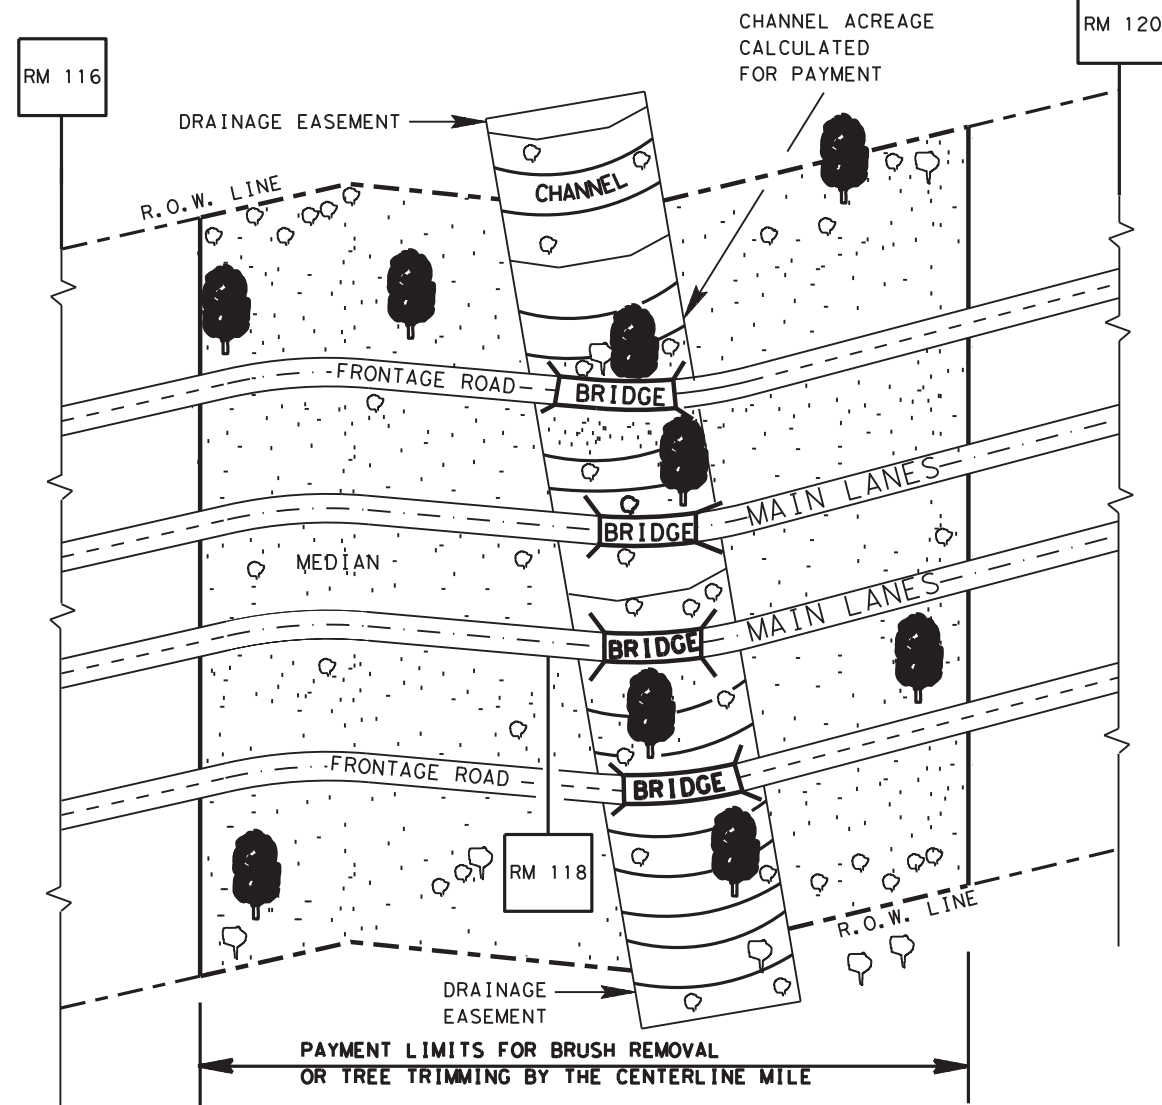 CHANNEL ACREAGE
CALCULATED
FOR PAYMENT
RM 120
RM 116
DRAINAGE EASEMENT
R.O.W. LINE
CHANNEL
FRONTAGE ROAD
BRIDGE
MAIN LANES
BRIDGE
MEDIAN
MAIN LANES
BRIDGE
FRONTAGE ROAD
BRIDGE
RM 118
R.O.W. LINE
DRAINAGE
EASEMENT
PAYMENT LIMITS FOR BRUSH REMOVAL
OR TREE TRIMMING BY THE CENTERLINE MILE